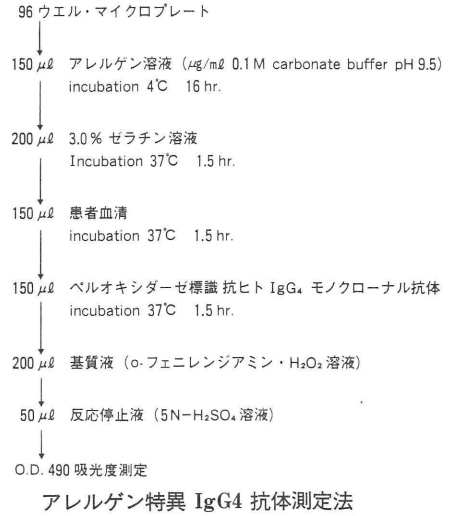 96 ウエル・マイクロプレート
150 μℓ アレルゲン溶液 (μg/mℓ 0.1M carbonate buffer pH 9.5)
incubation 4℃ 16 hr.
200 μℓ 3.0% ゼラチン溶液
Incubation 37℃ 1.5 hr.
150 μℓ 患者血清
incubation 37℃ 1.5 hr.
150 μℓ ペルオキシダーゼ標識 抗ヒト IgG₄ モノクローナル抗体
incubation 37℃ 1.5 hr.
200 μℓ 基質液 (o-フェニレンジアミン・H₂O₂ 溶液)
50 μℓ 反応停止液 (5N-H₂SO₄ 溶液)
O.D. 490 吸光度測定
アレルゲン特異 IgG4 抗体測定法